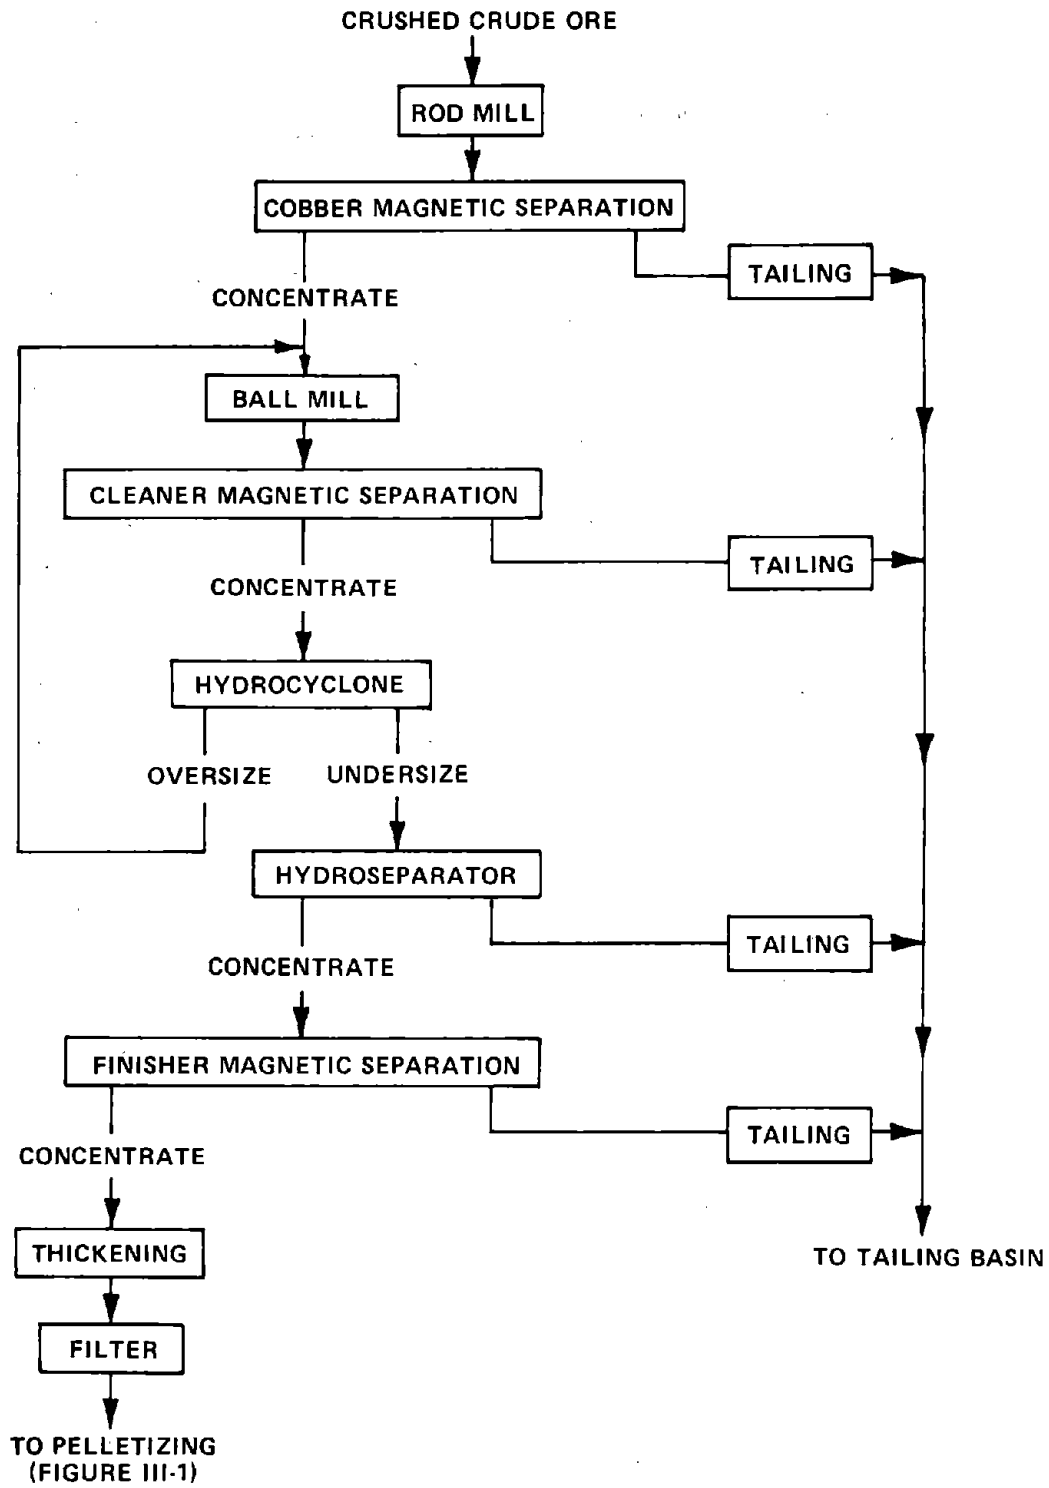 CRUSHED CRUDE ORE
ROD MILL
COBBER MAGNETIC SEPARATION
TAILING
CONCENTRATE
BALL MILL
CLEANER MAGNETIC SEPARATION
TAILING
CONCENTRATE
HYDROCYCLONE
OVERSIZE
UNDERSIZE
HYDROSEPARATOR
TAILING
CONCENTRATE
FINISHER MAGNETIC SEPARATION
TAILING
CONCENTRATE
THICKENING
TO TAILING BASIN
FILTER
TO PELLETIZING
(FIGURE III-1)